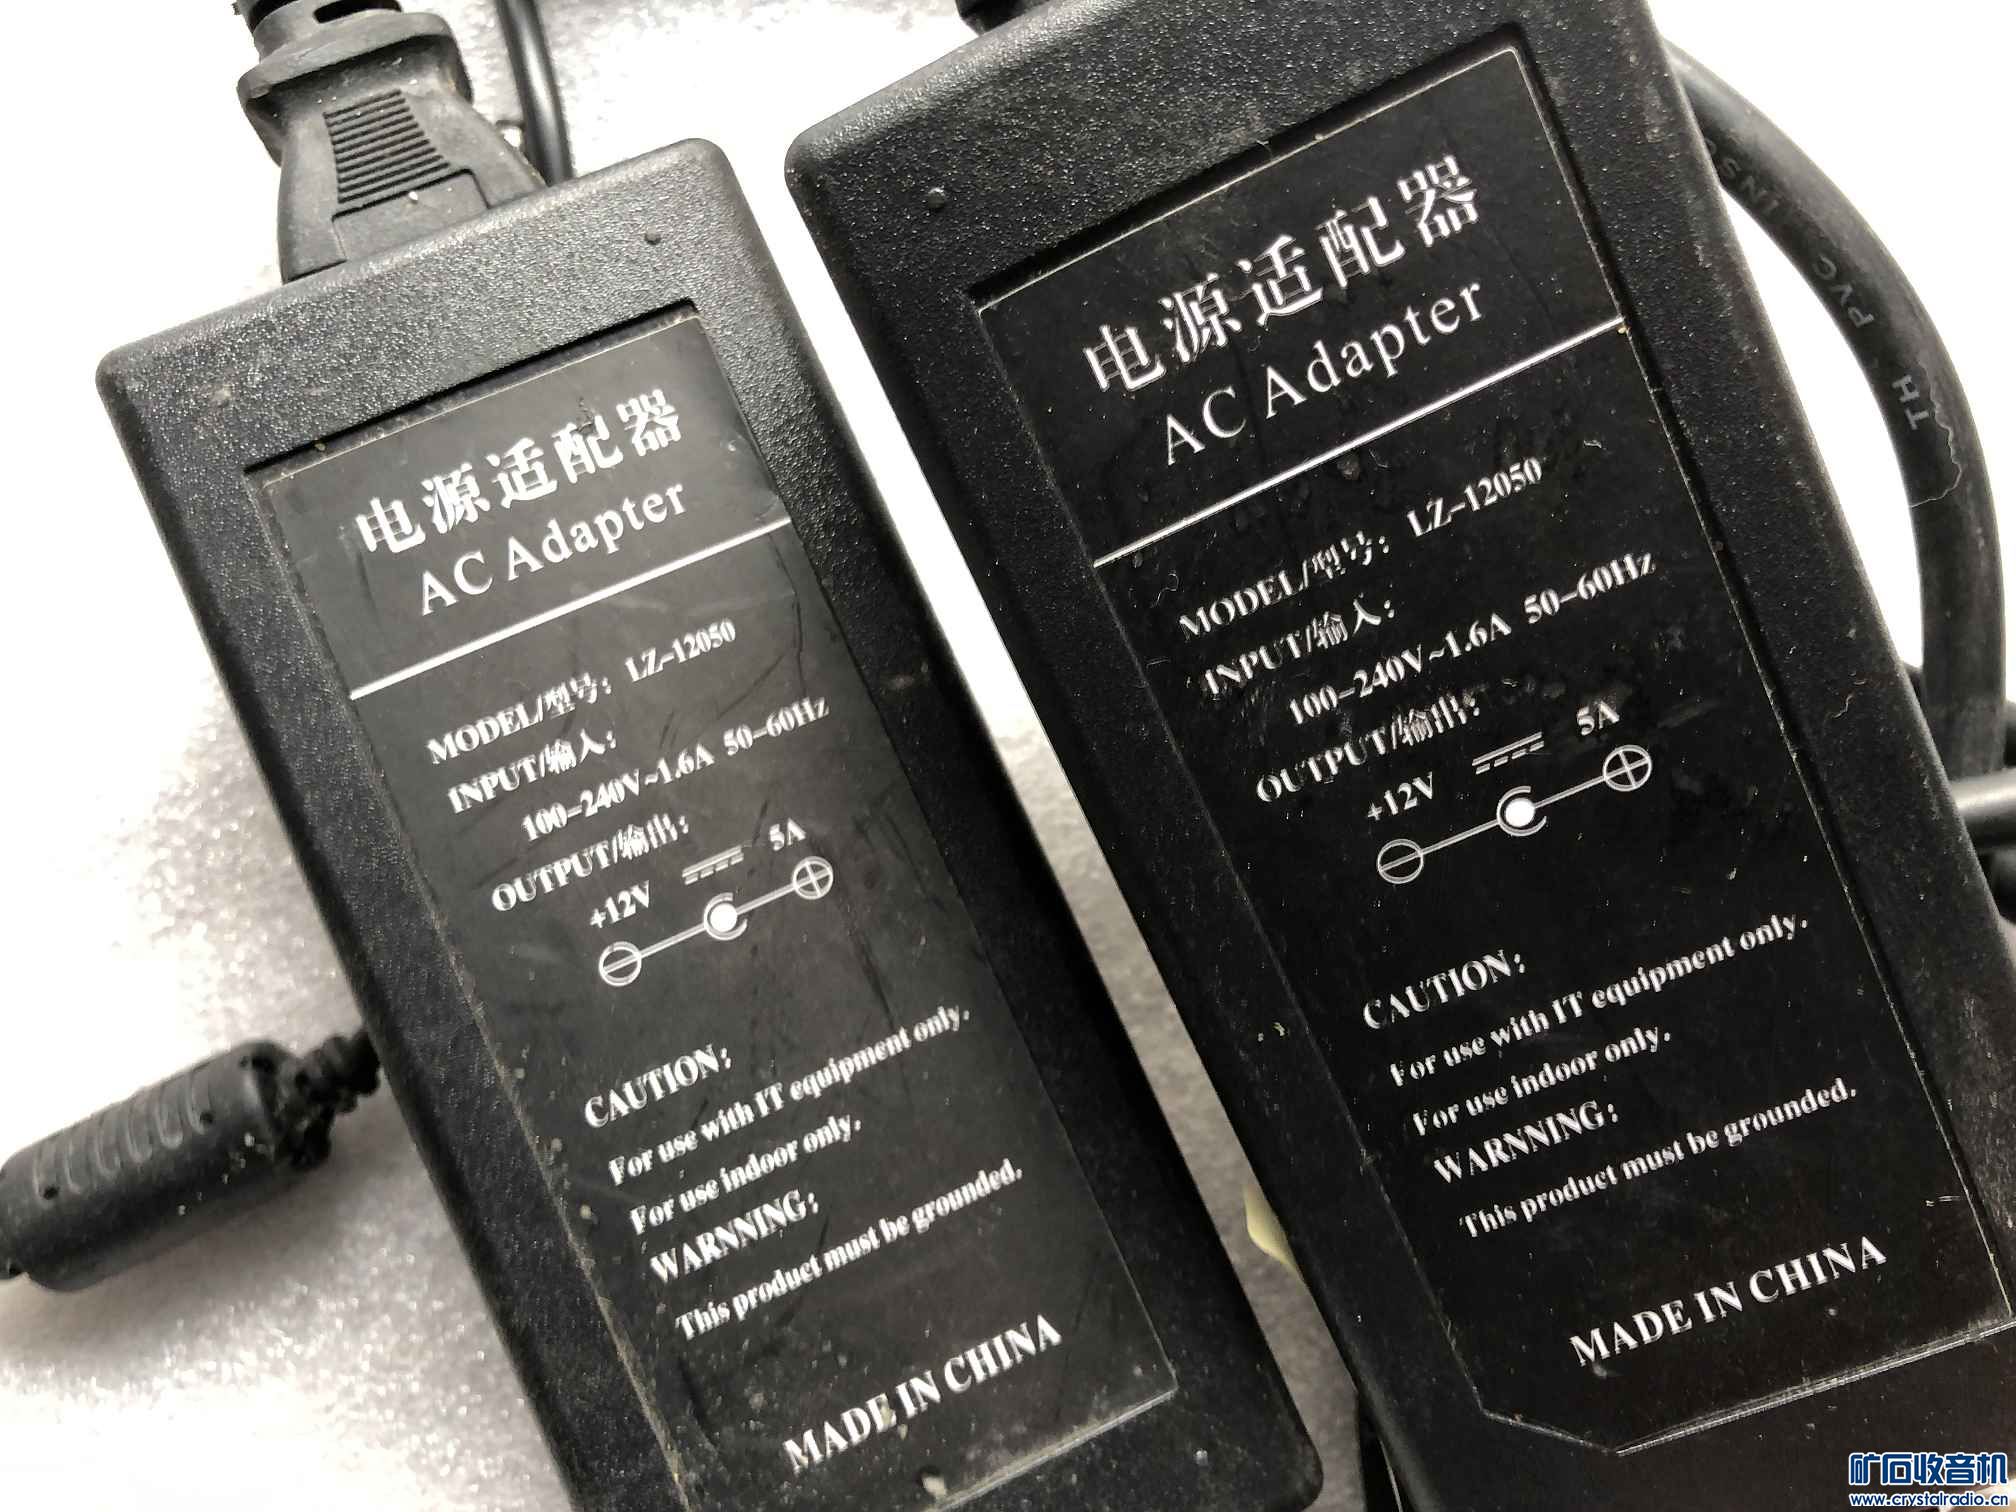 电源适配器
AC Adapter
MODEL/型号: LZ-12050
INPUT/输入:
100-240V~1.6A 50-60Hz
OUTPUT/输出:
+12V 5A
CAUTION:
For use with IT equipment only.
For use indoor only.
WARNNING:
This product must be grounded.
MADE IN CHINA
电源适配器
AC Adapter
MODEL/型号: LZ-12050
INPUT/输入:
100-240V~1.6A 50-60Hz
OUTPUT/输出:
+12V 5A
CAUTION:
For use with IT equipment only.
For use indoor only.
WARNNING:
This product must be grounded.
MADE IN CHINA
TH PVC INS
矿石收音机
www.crystalradio.cn